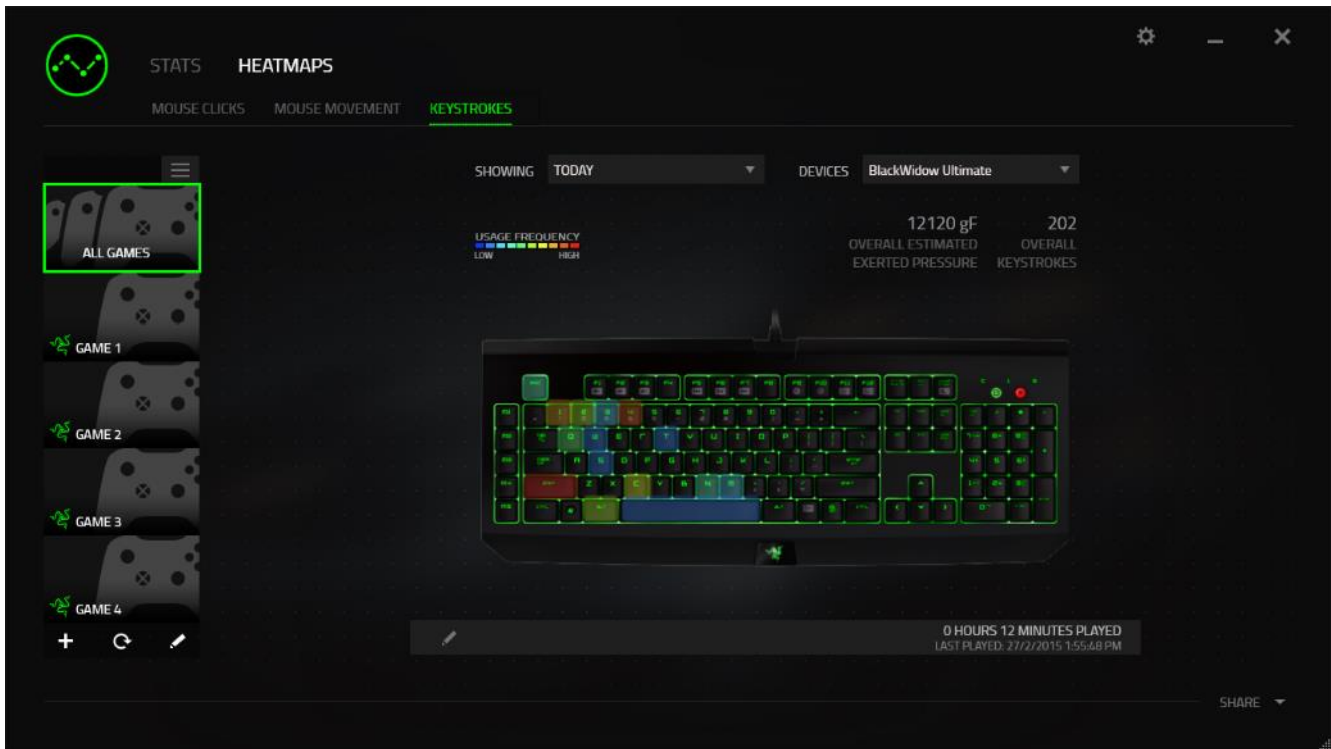 STATS HEATMAPS
MOUSE CLICKS MOUSE MOVEMENT KEYSTROKES
SHOWING TODAY DEVICES BlackWidow Ultimate
12120 gF 202
USAGE FREQUENCY
OVERALL ESTIMATED OVERALL
LOW HIGH
EXERTED PRESSURE KEYSTROKES
ALL GAMES
GAME 1
GAME 2
GAME 3
GAME 4
0 HOURS 12 MINUTES PLAYED
LAST PLAYED: 27/2/2015 1:55:48 PM
SHARE